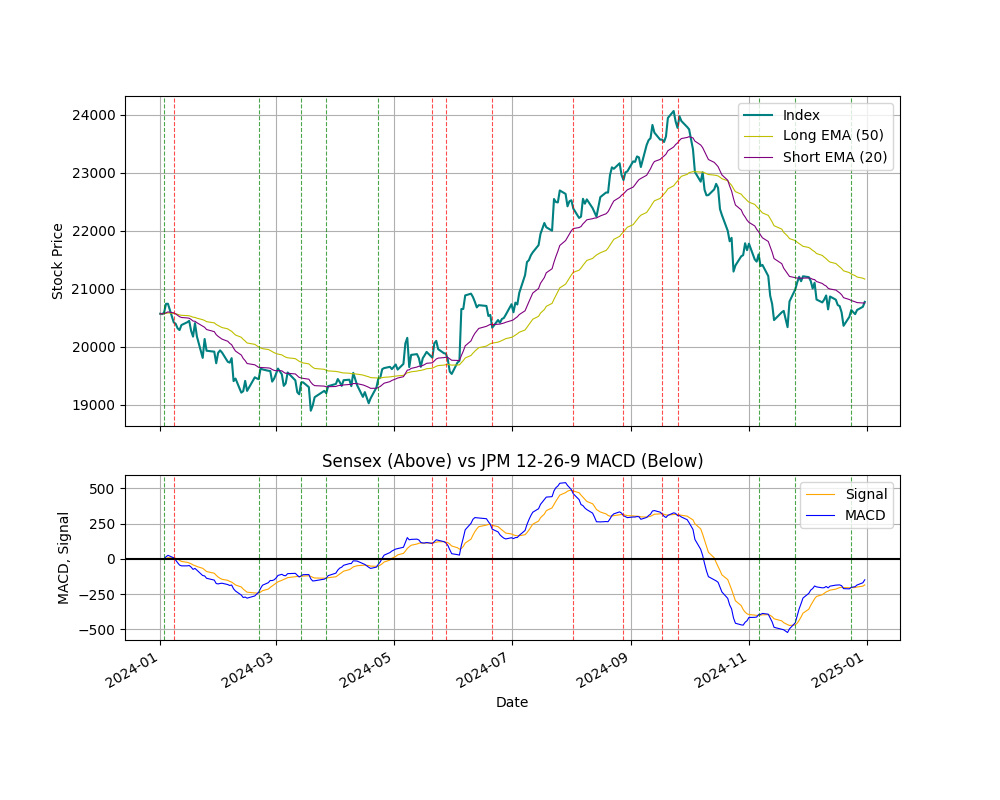 24000
23000
22000
21000
20000
19000
Stock Price
Index
Long EMA (50)
Short EMA (20)
Sensex (Above) vs JPM 12-26-9 MACD (Below)
500
250
0
−250
−500
MACD, Signal
Signal
MACD
2024-01
2024-03
2024-05
2024-07
2024-09
2024-11
2025-01
Date